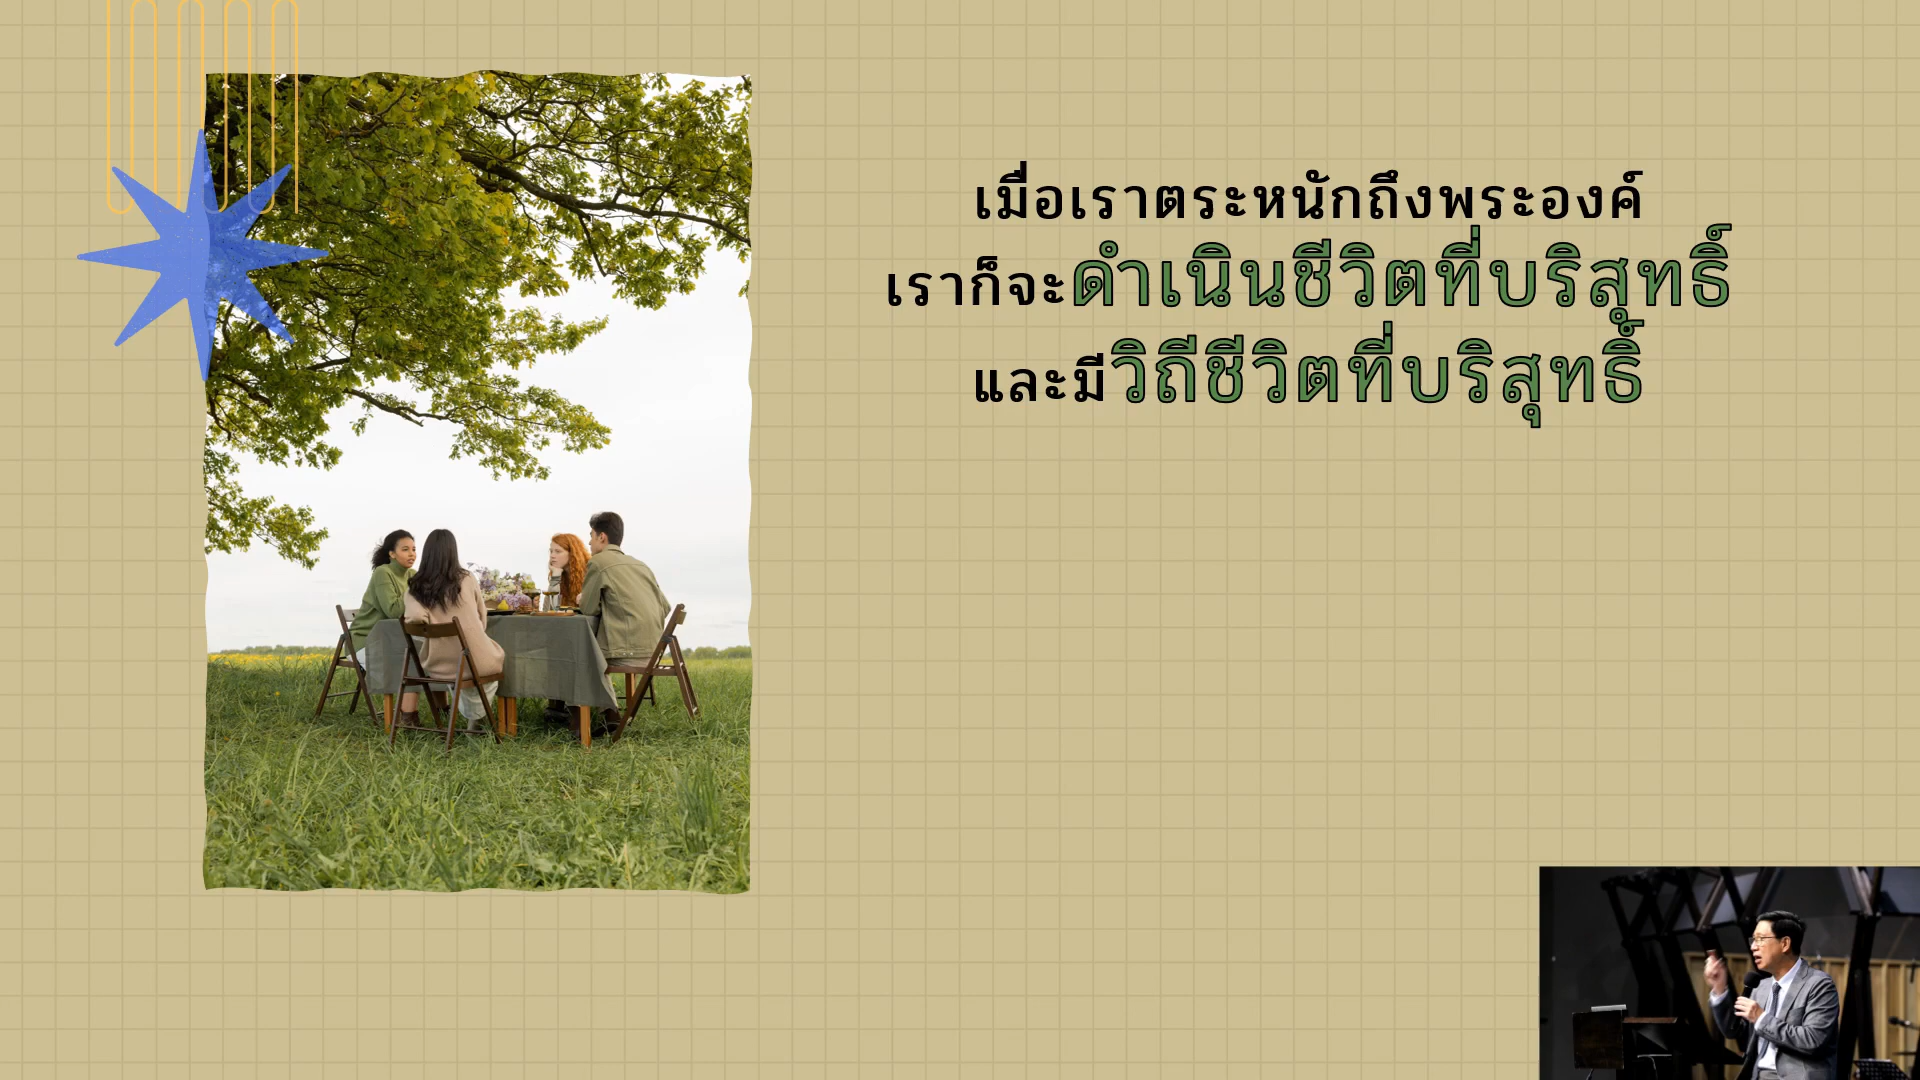 เมื่อเราตระหนักถึงพระองค์
เราก็จะดำเนินชีวิตที่บริสุทธิ์
และมีวิถีชีวิตที่บริสุทธิ์